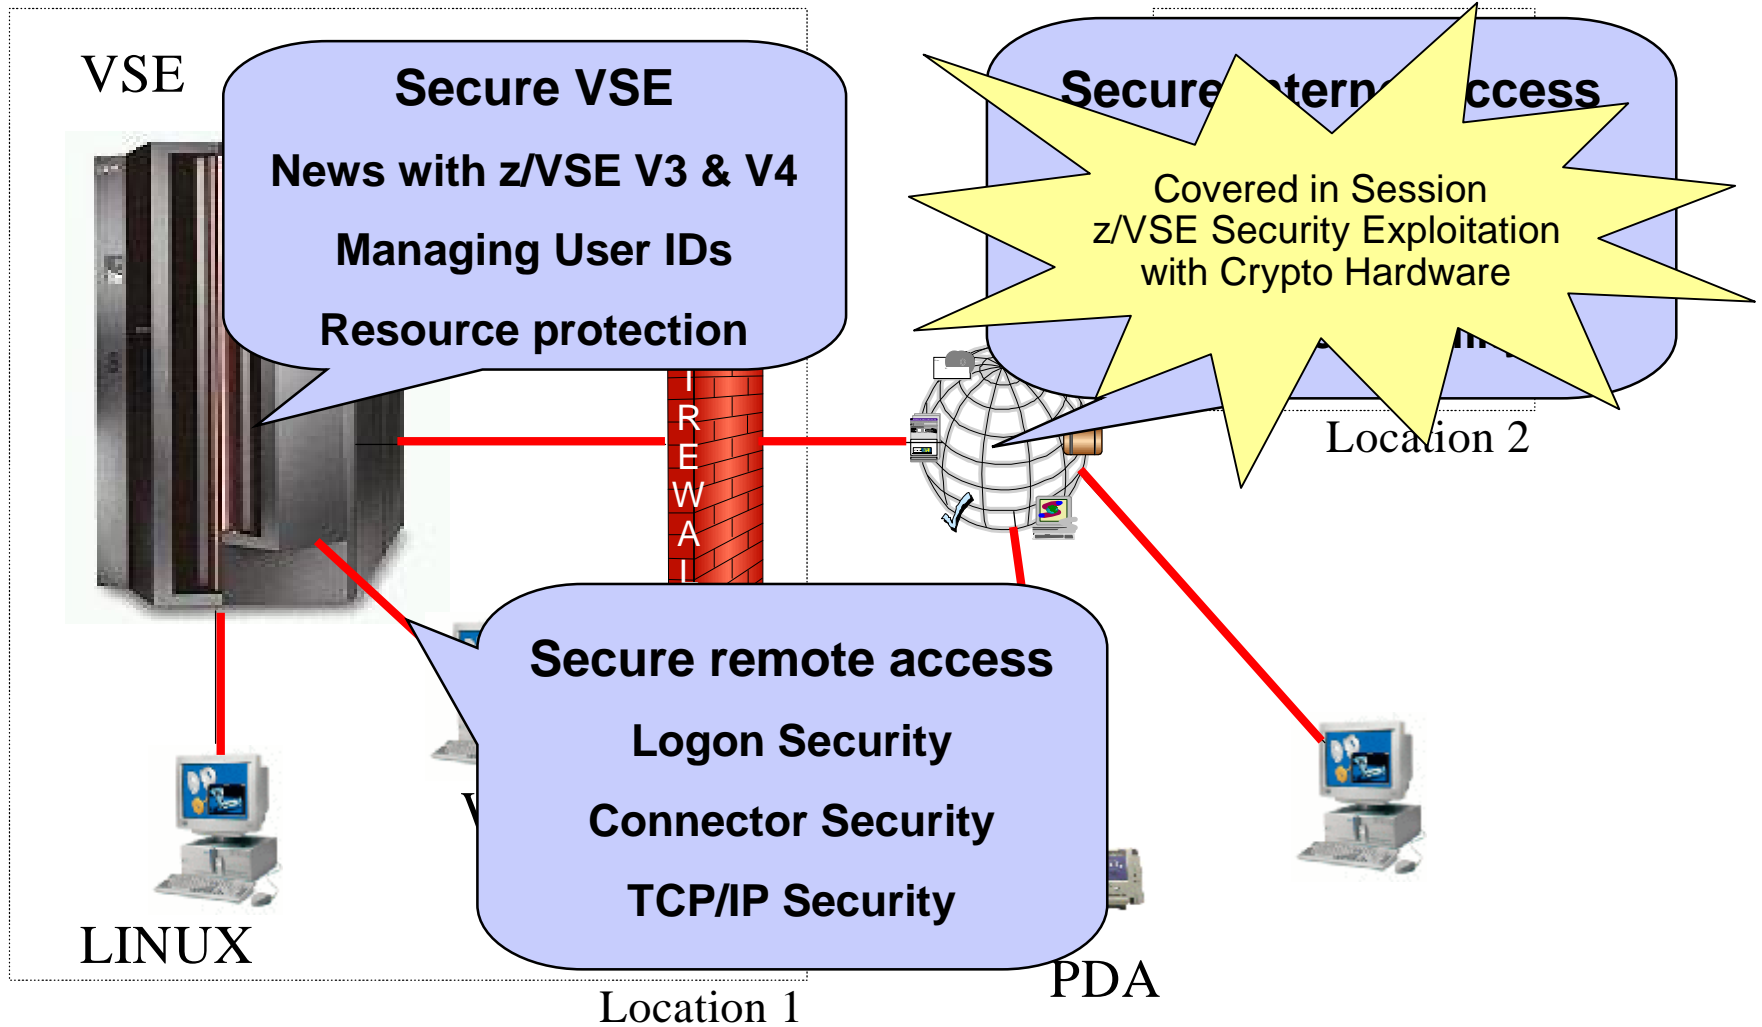 VSE
Secure VSE
News with z/VSE V3 & V4
Managing User IDs
Resource protection
Secure
ccess
Covered in Session
z/VSE Security Exploitation
with Crypto Hardware
Location 2
I
R
E
W
A
L
Secure remote access
Logon Security
Connector Security
TCP/IP Security
LINUX
PDA
Location 1